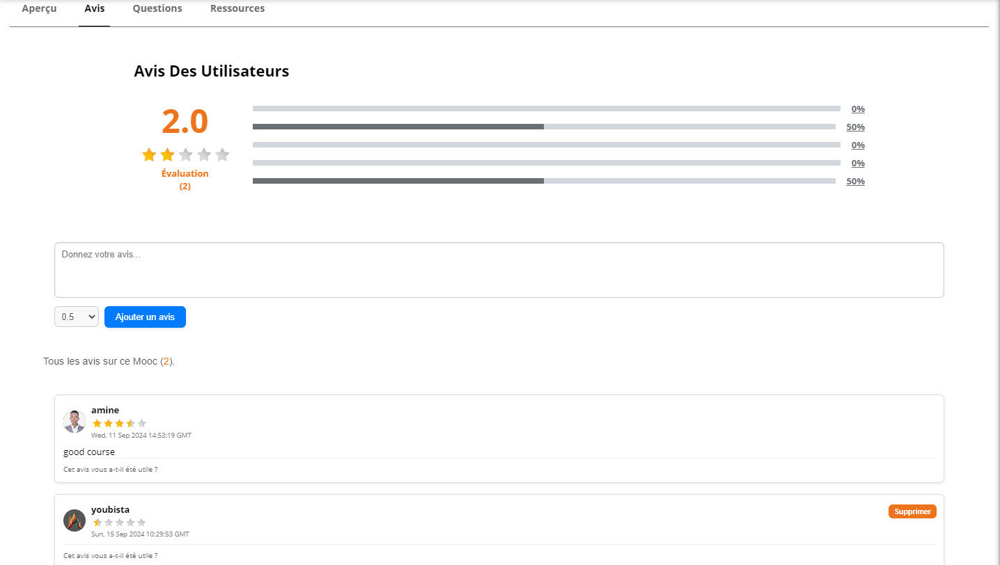 Aperçu Avis Questions Ressources
Avis Des Utilisateurs
2.0
Évaluation
(2)
0%
50%
0%
0%
50%
Donnez votre avis...
0.5 Ajouter un avis
Tous les avis sur ce Mooc (2).
amine
Wed, 11 Sep 2024 14:53:19 GMT
good course
Cet avis vous a-t-il été utile ?
youbista
Supprimer
Sun, 15 Sep 2024 10:29:53 GMT
Cet avis vous a-t-il été utile ?